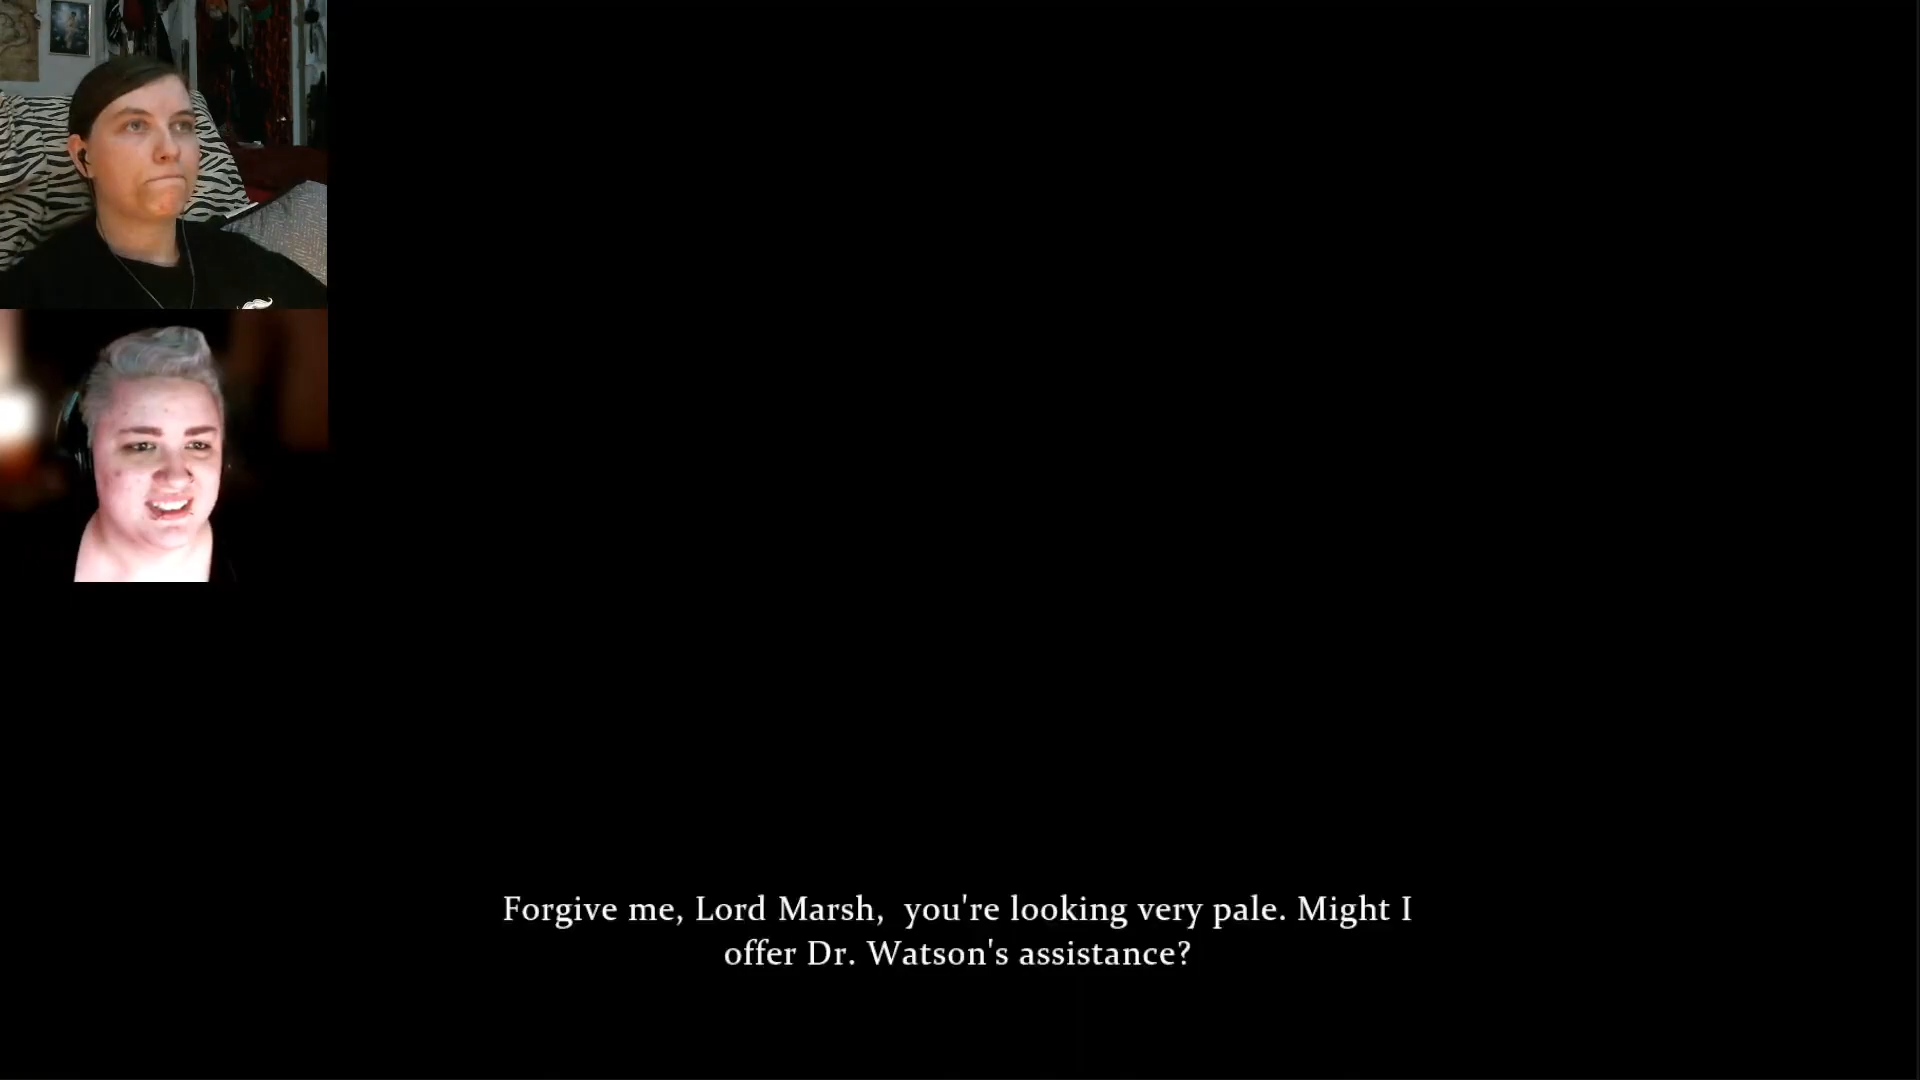 Forgive me, Lord Marsh,  you're looking very pale. Might I
offer Dr. Watson's assistance?